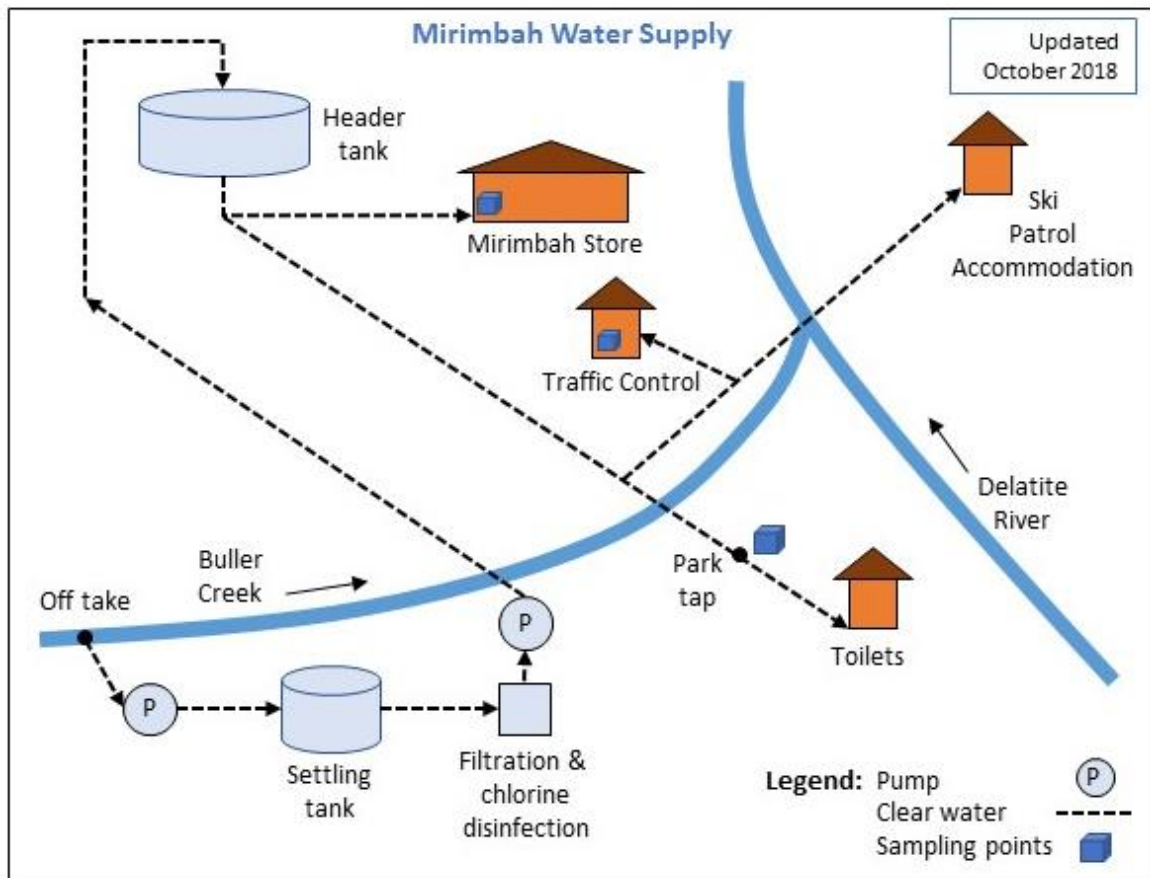 Mirimbah Water Supply
Updated
October 2018
Header
tank
Mirimbah Store
Ski
Patrol
Accommodation
Traffic Control
Delatite
River
Buller
Creek
Off take
P
Park
tap
Toilets
P
Settling
tank
Filtration &
chlorine
disinfection
Legend: Pump P
Clear water
Sampling points